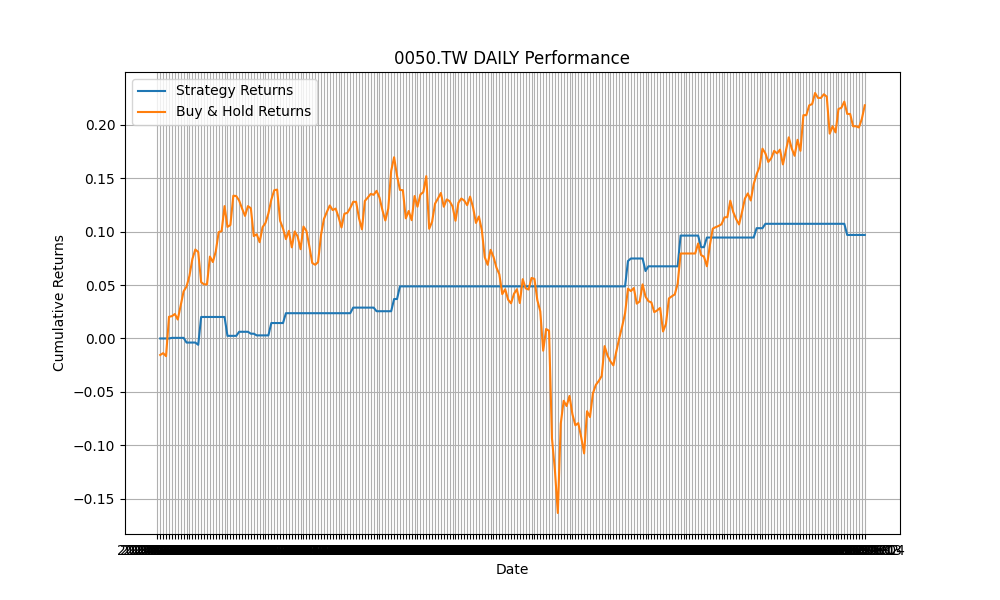 0050.TW DAILY Performance
Strategy Returns
Buy & Hold Returns
Cumulative Returns
0.20
0.15
0.10
0.05
0.00
−0.05
−0.10
−0.15
Date